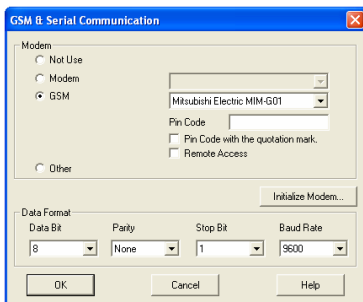 GSM & Serial Communication
Modem
Not Use
Modem
GSM
Mitsubishi Electric MIM-G01
Pin Code
Pin Code with the quotation mark.
Remote Access
Other
Initialize Modem...
Data Format
Data Bit Parity Stop Bit Baud Rate
8 None 1 9600
OK Cancel Help